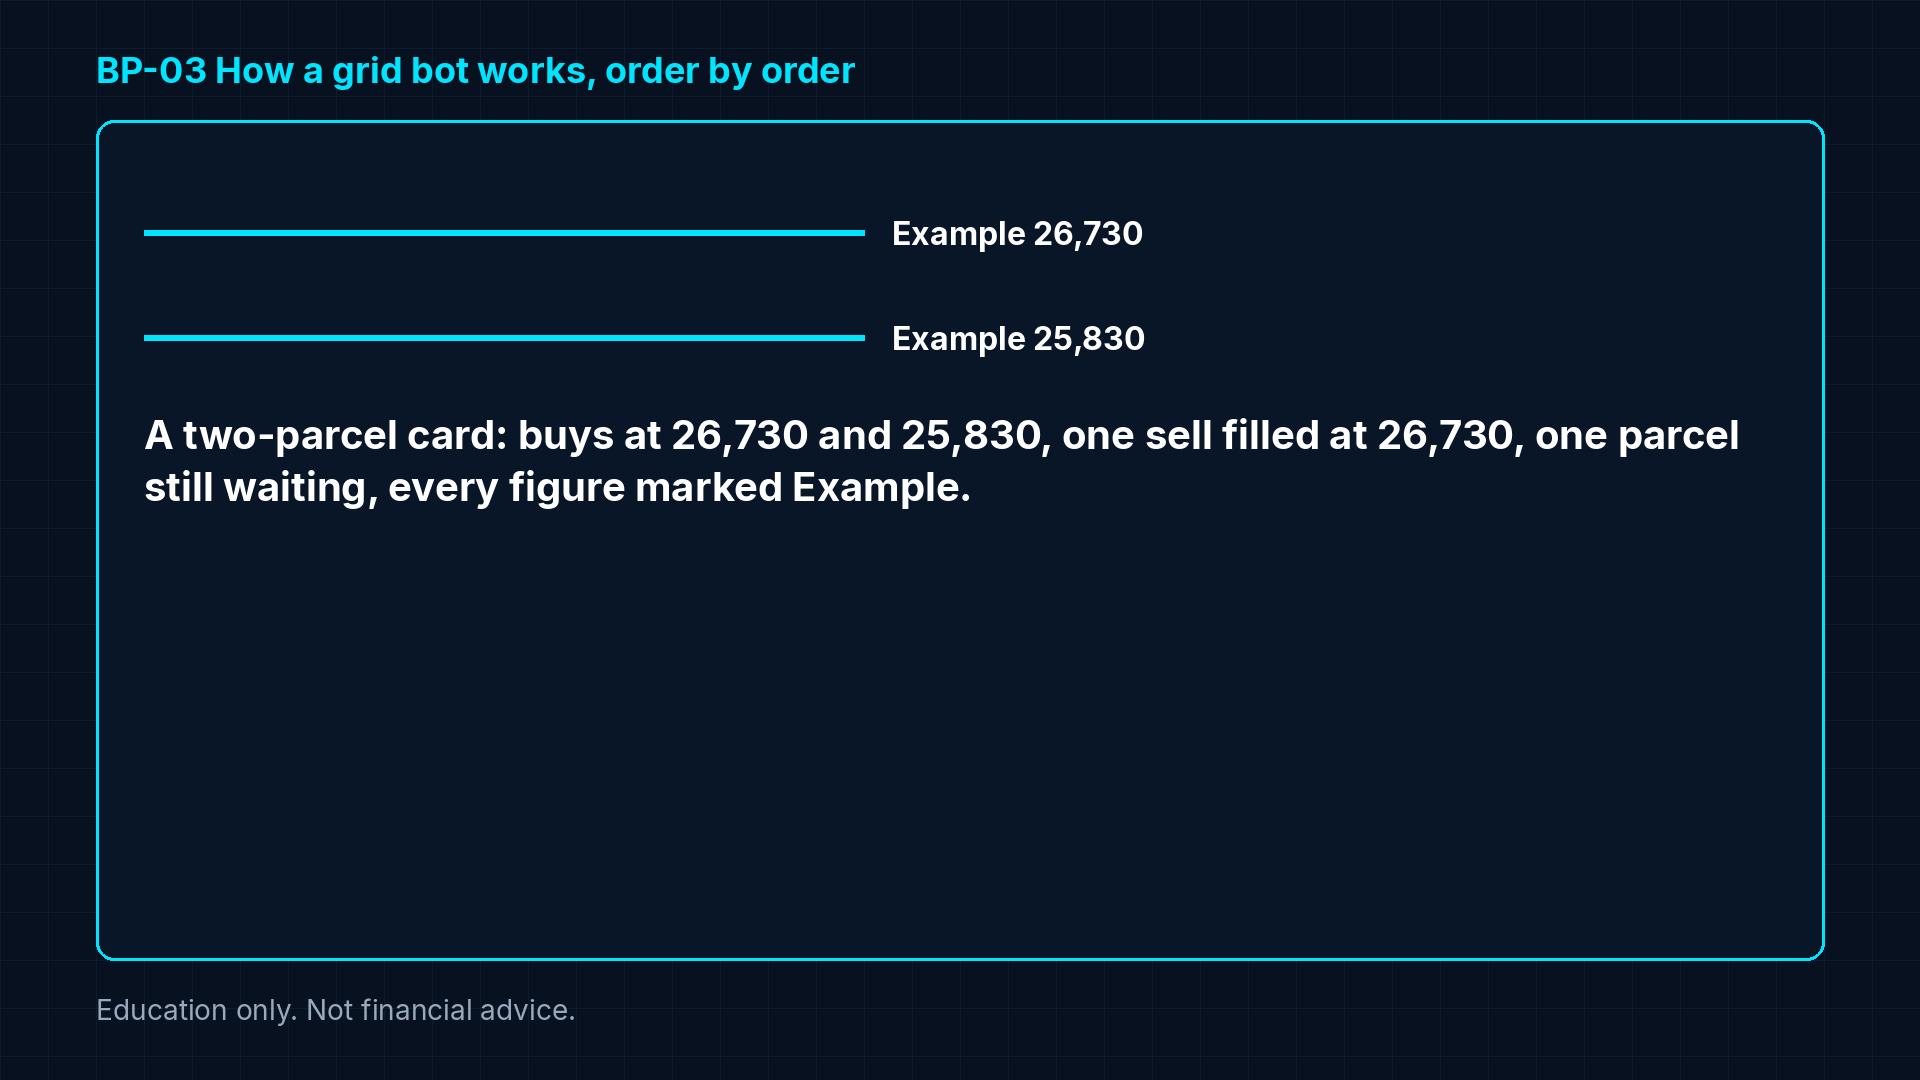 BP-03 How a grid bot works, order by order
Example 26,730
Example 25,830
A two-parcel card: buys at 26,730 and 25,830, one sell filled at 26,730, one parcel
still waiting, every figure marked Example.
Education only. Not financial advice.